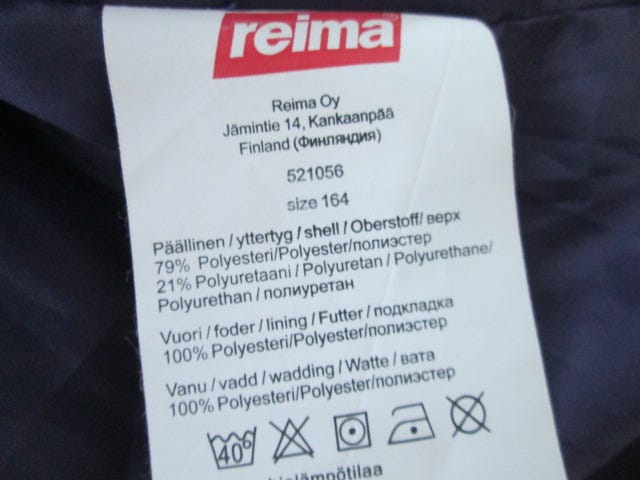 reima
Reima Oy
Jämintie 14, Kankaanpää
Finland (Финляндия)
521056
size 164
Päällinen / yttertyg / shell / Oberstoff/ верх
79% Polyesteri/Polyester/полиэстер
21% Polyuretaani / Polyuretan / Polyurethane/
Polyurethan / полиуретан
Vuori / foder / lining / Futter / подкладка
100% Polyesteri/Polyester/полиэстер
Vanu / vadd / wadding / Watte / вата
100% Polyesteri/Polyester/полиэстер
40°